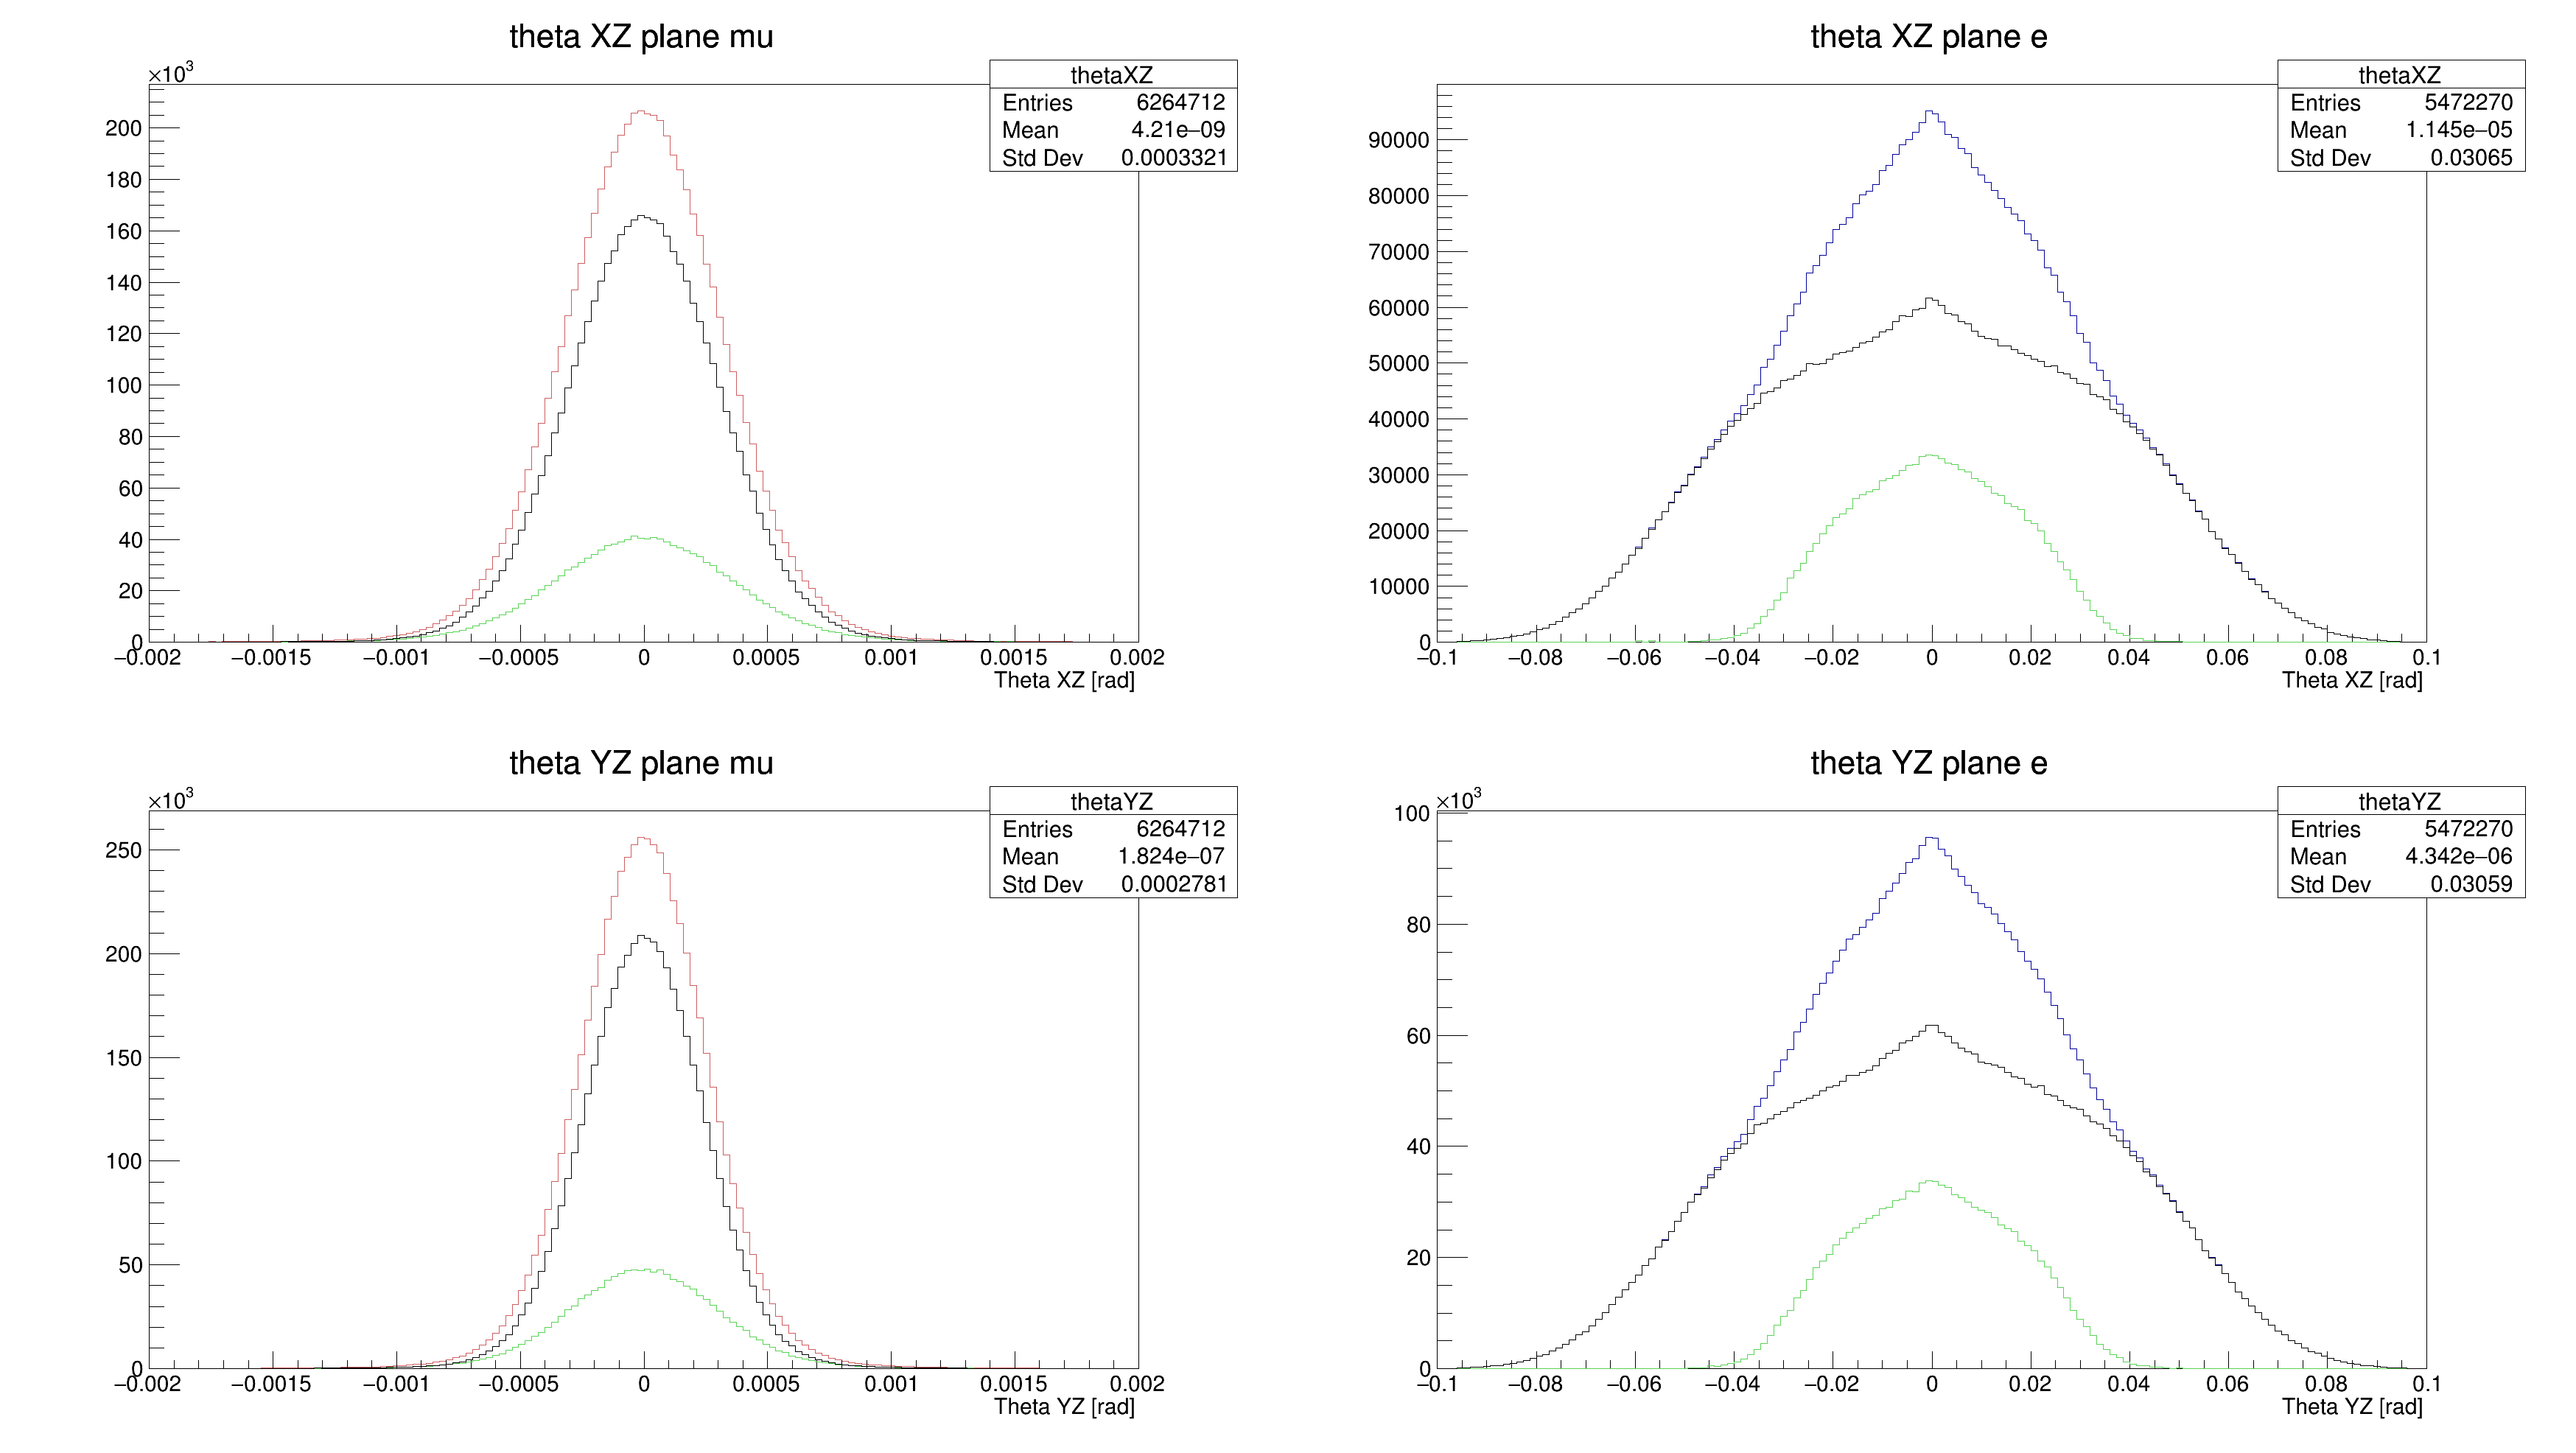 theta XZ plane mu
×10³
thetaXZ
Entries 6264712
Mean 4.21e−09
Std Dev 0.0003321
200
180
160
140
120
100
80
60
40
20
0
−0.002 −0.0015 −0.001 −0.0005 0 0.0005 0.001 0.0015 0.002
Theta XZ [rad]
theta XZ plane e
thetaXZ
Entries 5472270
Mean 1.145e−05
Std Dev 0.03065
90000
80000
70000
60000
50000
40000
30000
20000
10000
0
−0.1 −0.08 −0.06 −0.04 −0.02 0 0.02 0.04 0.06 0.08 0.1
Theta XZ [rad]
theta YZ plane mu
×10³
thetaYZ
Entries 6264712
Mean 1.824e−07
Std Dev 0.0002781
250
200
150
100
50
0
−0.002 −0.0015 −0.001 −0.0005 0 0.0005 0.001 0.0015 0.002
Theta YZ [rad]
theta YZ plane e
×10³
thetaYZ
Entries 5472270
Mean 4.342e−06
Std Dev 0.03059
100
80
60
40
20
0
−0.1 −0.08 −0.06 −0.04 −0.02 0 0.02 0.04 0.06 0.08 0.1
Theta YZ [rad]